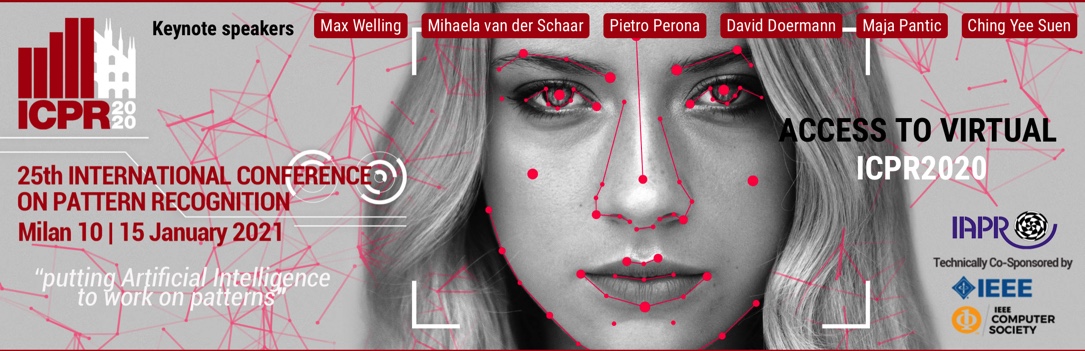 Keynote speakers
Max Welling
Mihaela van der Schaar
Pietro Perona
David Doermann
Maja Pantic
Ching Yee Suen
ICPR 20
20
25th INTERNATIONAL CONFERENCE
ON PATTERN RECOGNITION
Milan 10 | 15 January 2021
“putting Artificial Intelligence
to work on patterns”
ACCESS TO VIRTUAL
ICPR2020
IAPR
Technically Co-Sponsored by
IEEE
IEEE
COMPUTER
SOCIETY